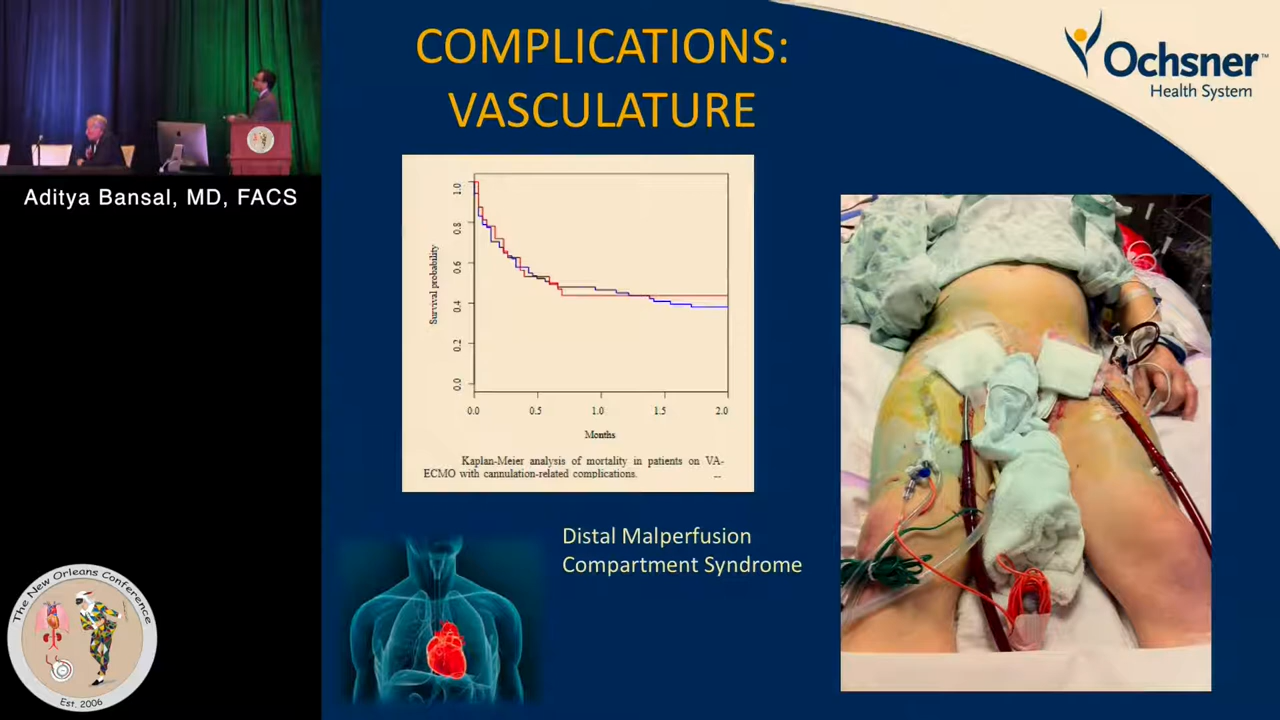 COMPLICATIONS:
VASCULATURE
Ochsner™
Health System
Aditya Bansal, MD, FACS
Survival probability
1.0
0.8
0.6
0.4
0.2
0.0
0.0 0.5 1.0 1.5 2.0
Months
Kaplan-Meier analysis of mortality in patients on VA-
ECMO with cannulation-related complications.
Distal Malperfusion
Compartment Syndrome
The New Orleans Conference
Est. 2006